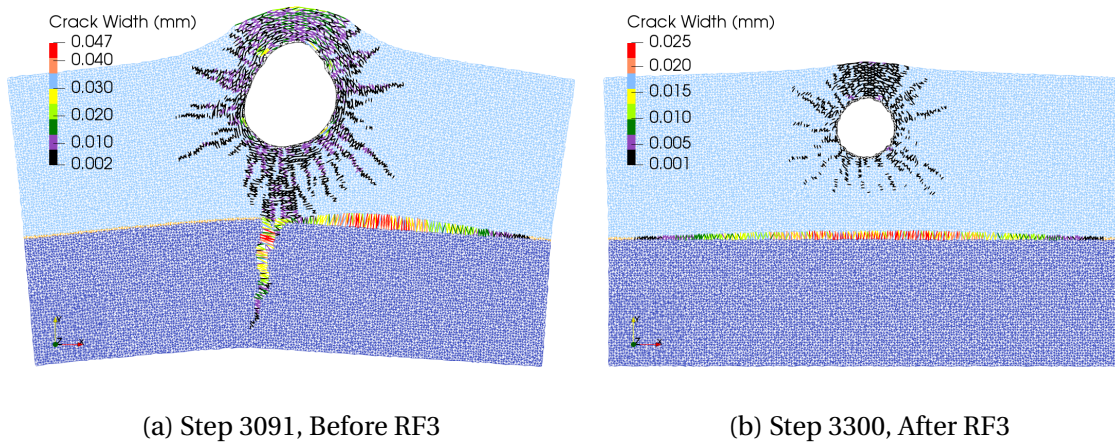 Crack Width (mm)
0.047
0.040
0.030
0.020
0.010
0.002
Y
Z
X
(a) Step 3091, Before RF3
Crack Width (mm)
0.025
0.020
0.015
0.010
0.005
0.001
Y
Z
X
(b) Step 3300, After RF3